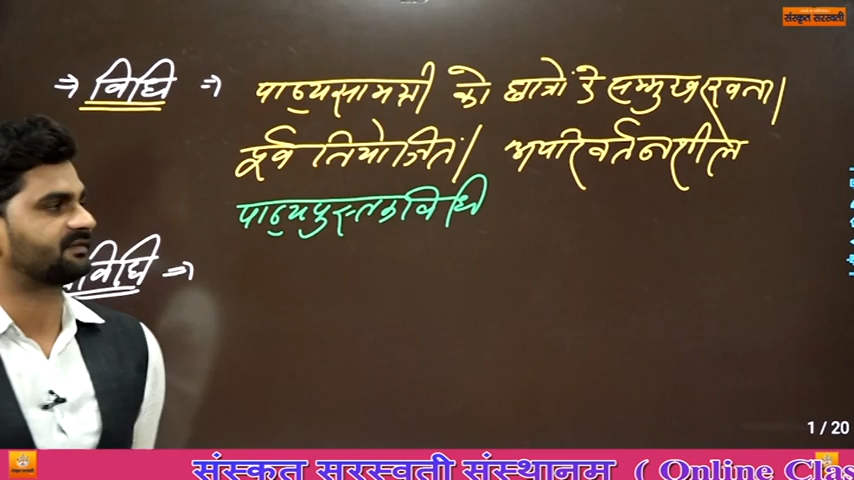 संस्कृत सरस्वती
⇒ विधि ⇒ पाठ्यसामग्री को छात्रों के सम्मुख रखना।
पूर्व नियोजित। अपरिवर्तनशील
पाठ्यपुस्तकविधि
विधि ⇒
1 / 20
संस्कृत सरस्वती संस्थानम ( Online Clas